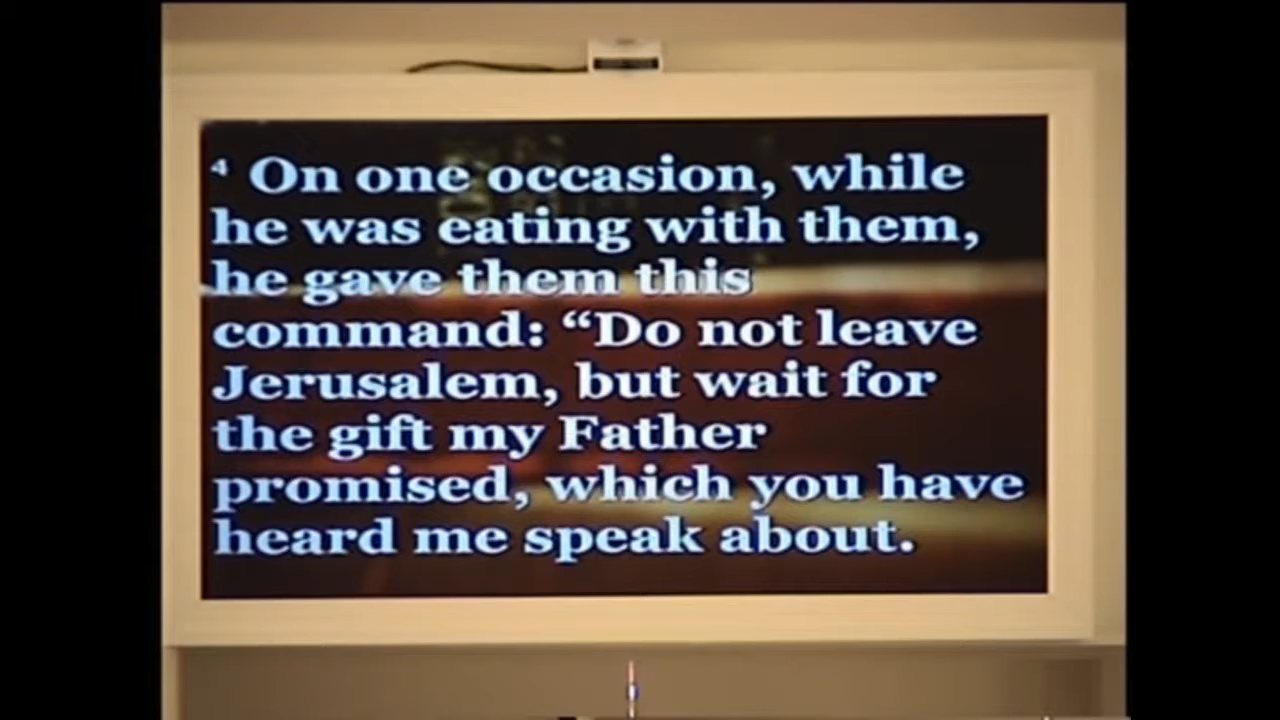 ⁴ On one occasion, while
he was eating with them,
he gave them this
command: “Do not leave
Jerusalem, but wait for
the gift my Father
promised, which you have
heard me speak about.